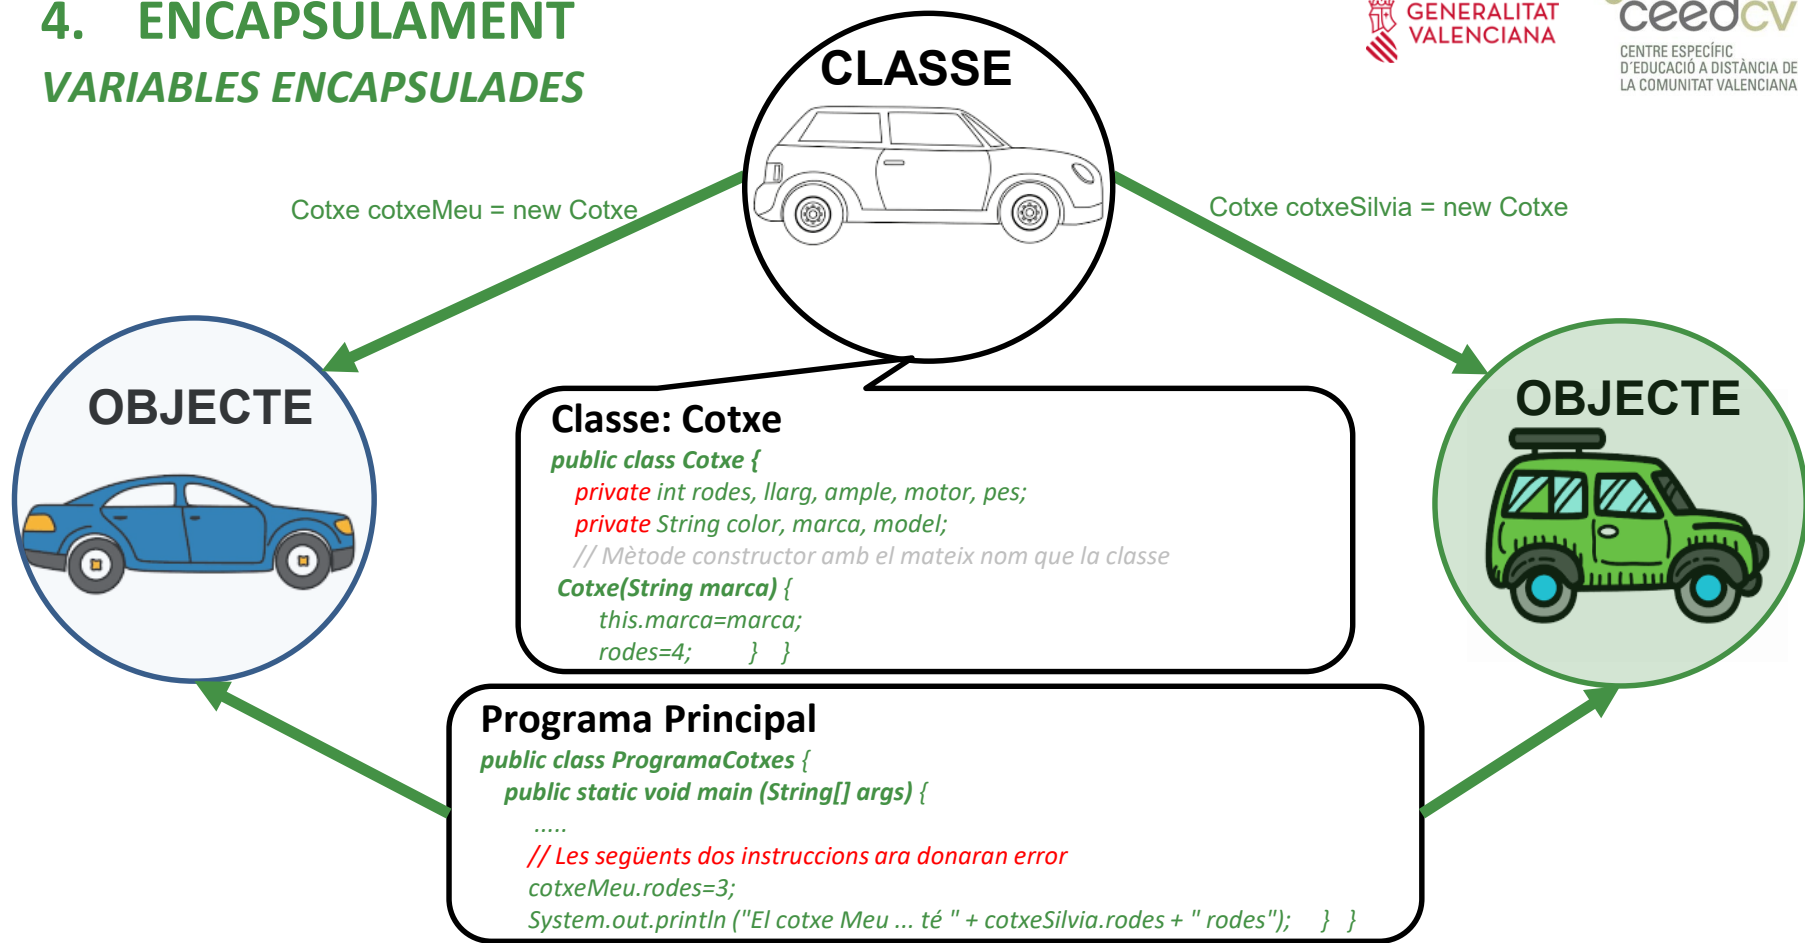 4. ENCAPSULAMENT
VARIABLES ENCAPSULADES
GENERALITAT
VALENCIANA
ceedcv
CENTRE ESPECÍFIC
D´EDUCACIÓ A DISTÀNCIA DE
LA COMUNITAT VALENCIANA
CLASSE
Cotxe cotxeMeu = new Cotxe
Cotxe cotxeSilvia = new Cotxe
OBJECTE
OBJECTE
Classe: Cotxe
public class Cotxe {
private int rodes, llarg, ample, motor, pes;
private String color, marca, model;
// Mètode constructor amb el mateix nom que la classe
Cotxe(String marca) {
this.marca=marca;
rodes=4; } }
Programa Principal
public class ProgramaCotxes {
public static void main (String[] args) {
.....
// Les següents dos instruccions ara donaran error
cotxeMeu.rodes=3;
System.out.println ("El cotxe Meu ... té " + cotxeSilvia.rodes + " rodes"); } }